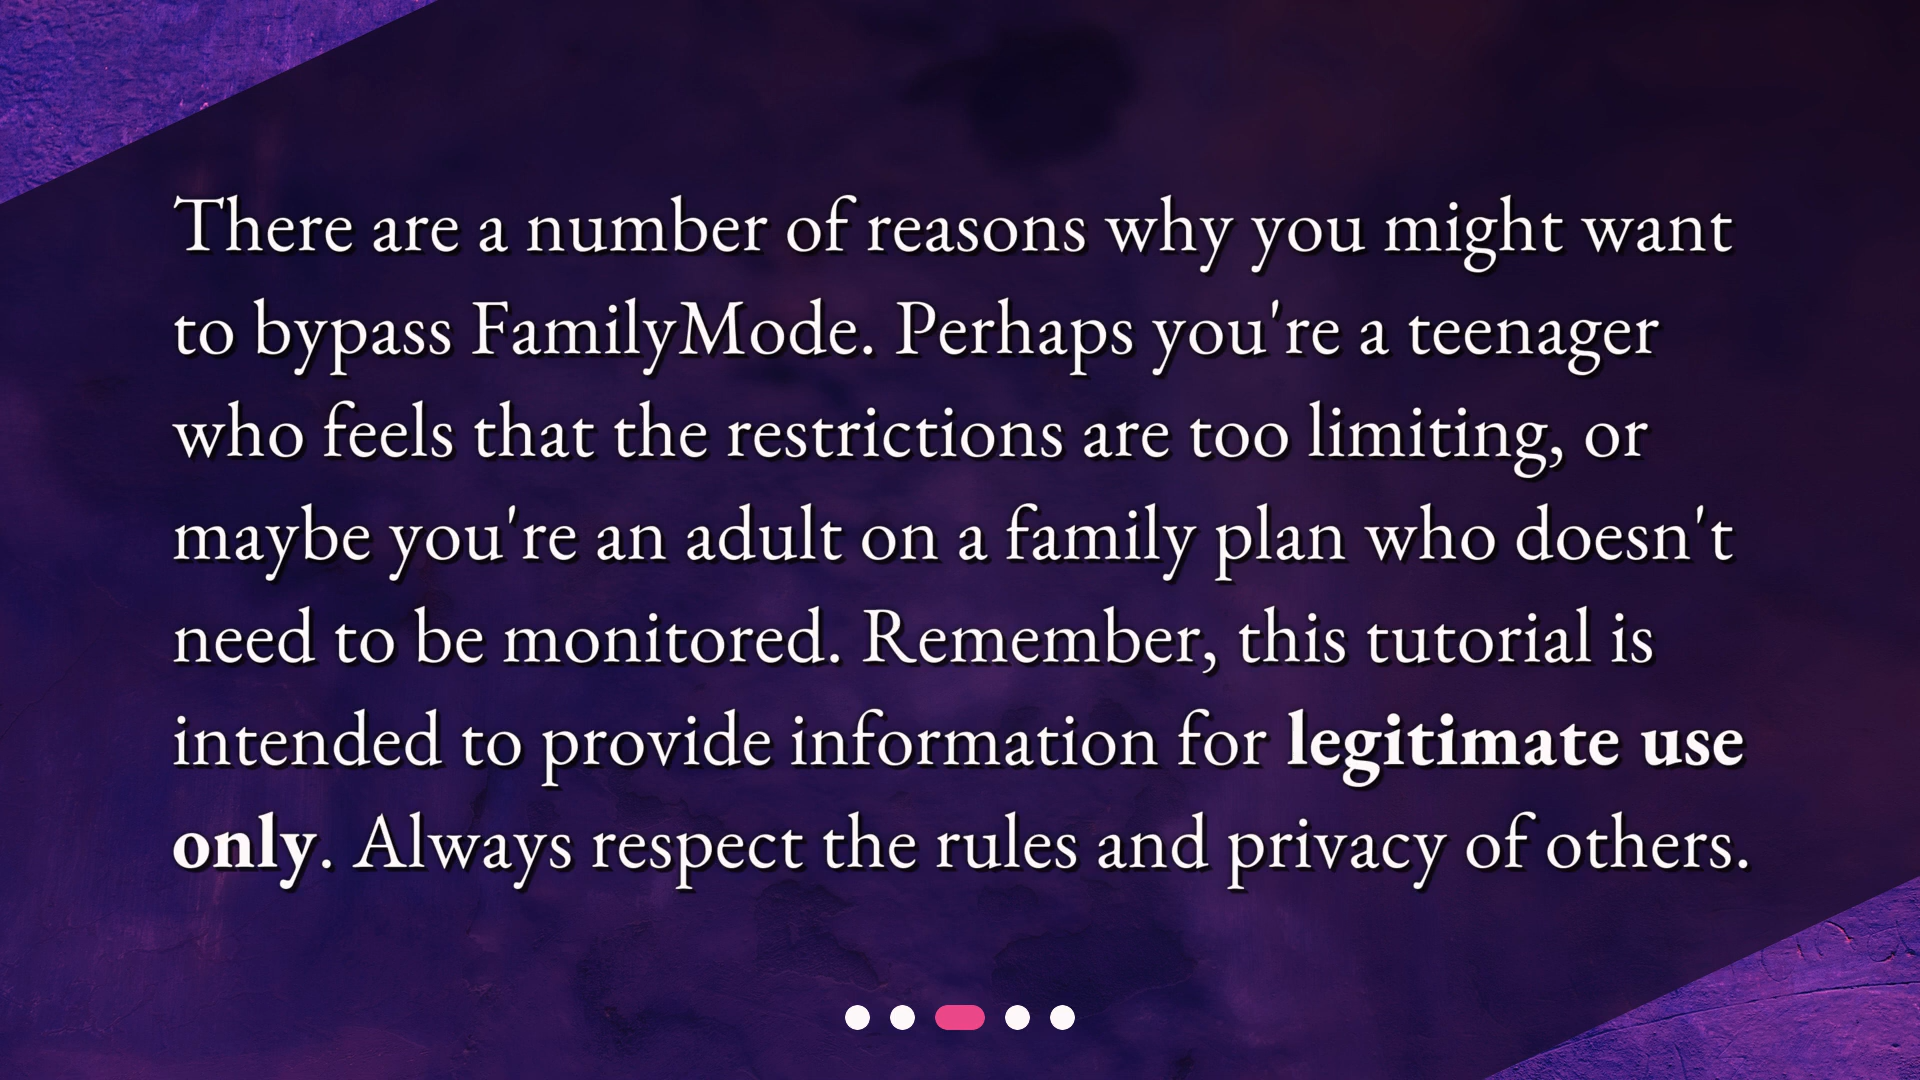 There are a number of reasons why you might want
to bypass FamilyMode. Perhaps you're a teenager
who feels that the restrictions are too limiting, or
maybe you're an adult on a family plan who doesn't
need to be monitored. Remember, this tutorial is
intended to provide information for legitimate use
only. Always respect the rules and privacy of others.